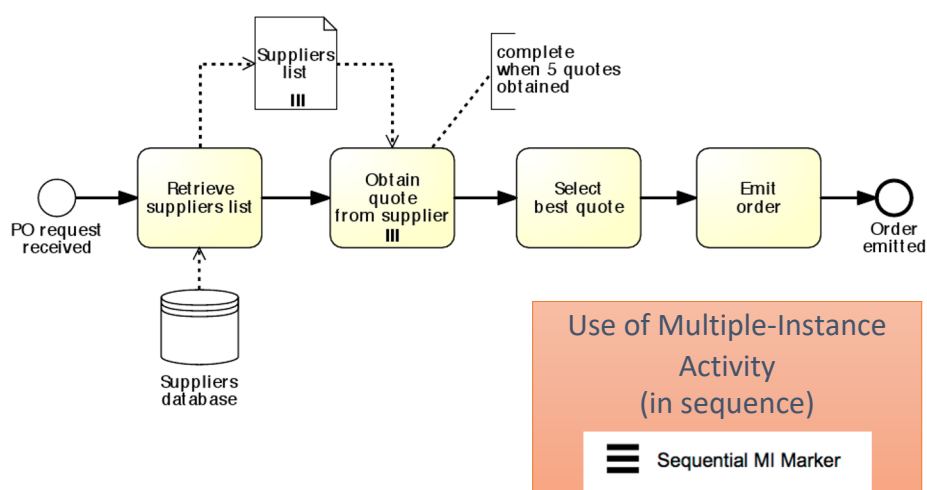 Suppliers
list
complete
when 5 quotes
obtained
Retrieve
suppliers list
Obtain
quote
from supplier
Select
best quote
Emit
order
PO request
received
Order
emitted
Suppliers
database
Use of Multiple-Instance
Activity
(in sequence)
Sequential MI Marker